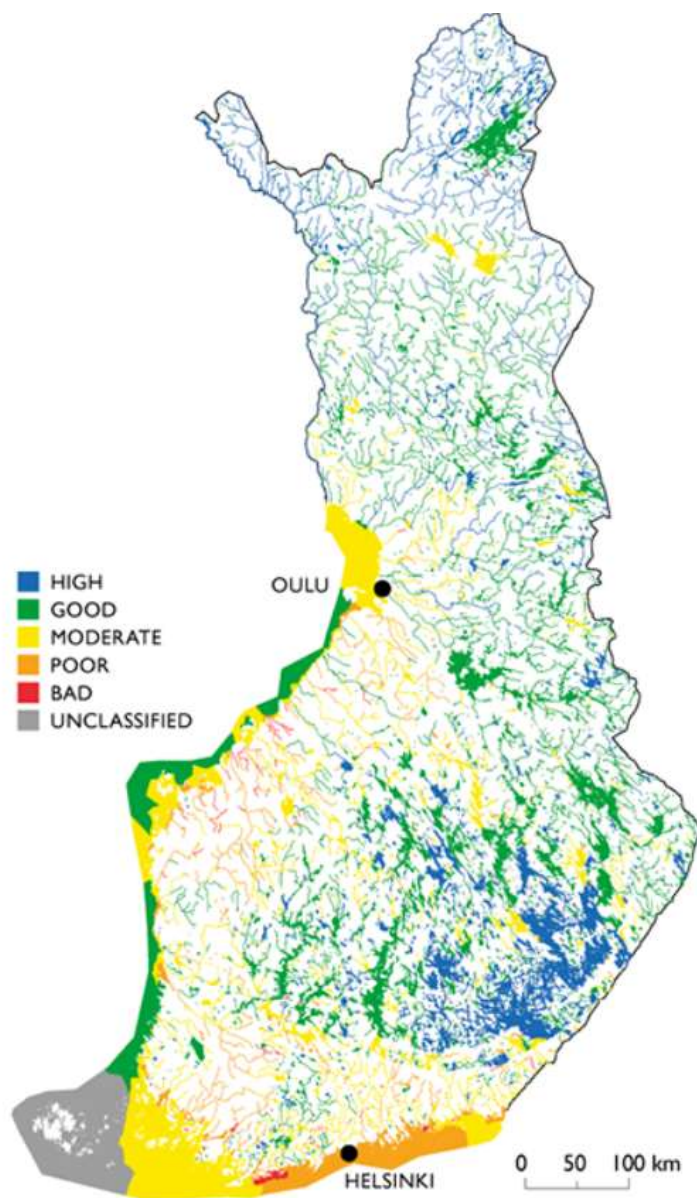 HIGH
GOOD
MODERATE
POOR
BAD
UNCLASSIFIED
OULU
HELSINKI
0 50 100 km